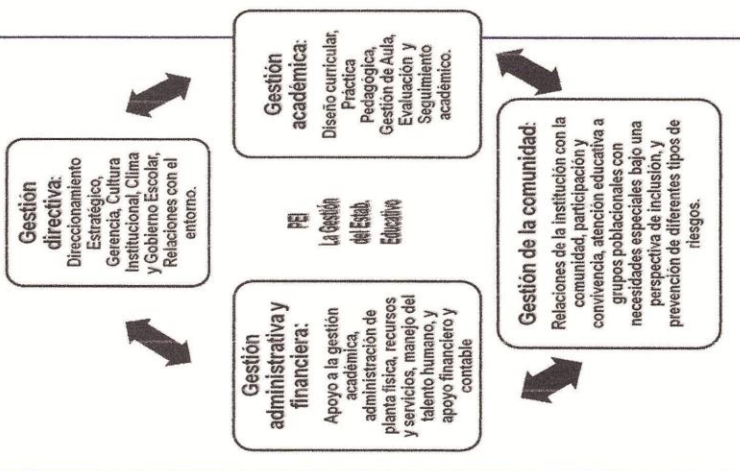 Gestión
directiva:
Direccionamiento
Estratégico,
Gerencia, Cultura
Institucional, Clima
y Gobierno Escolar,
Relaciones con el
entorno.
Gestión
administrativa y
financiera:
Apoyo a la gestión
académica,
administración de
planta física, recursos
y servicios, manejo del
talento humano, y
apoyo financiero y
contable
PEI
La Gestión
del Estab.
Educativo
Gestión
académica:
Diseño curricular,
Práctica
Pedagógica,
Gestión de Aula,
Evaluación y
Seguimiento
académico.
Gestión de la comunidad:
Relaciones de la institución con la
comunidad, participación y
convivencia, atención educativa a
grupos poblacionales con
necesidades especiales bajo una
perspectiva de inclusión, y
prevención de diferentes tipos de
riesgos.